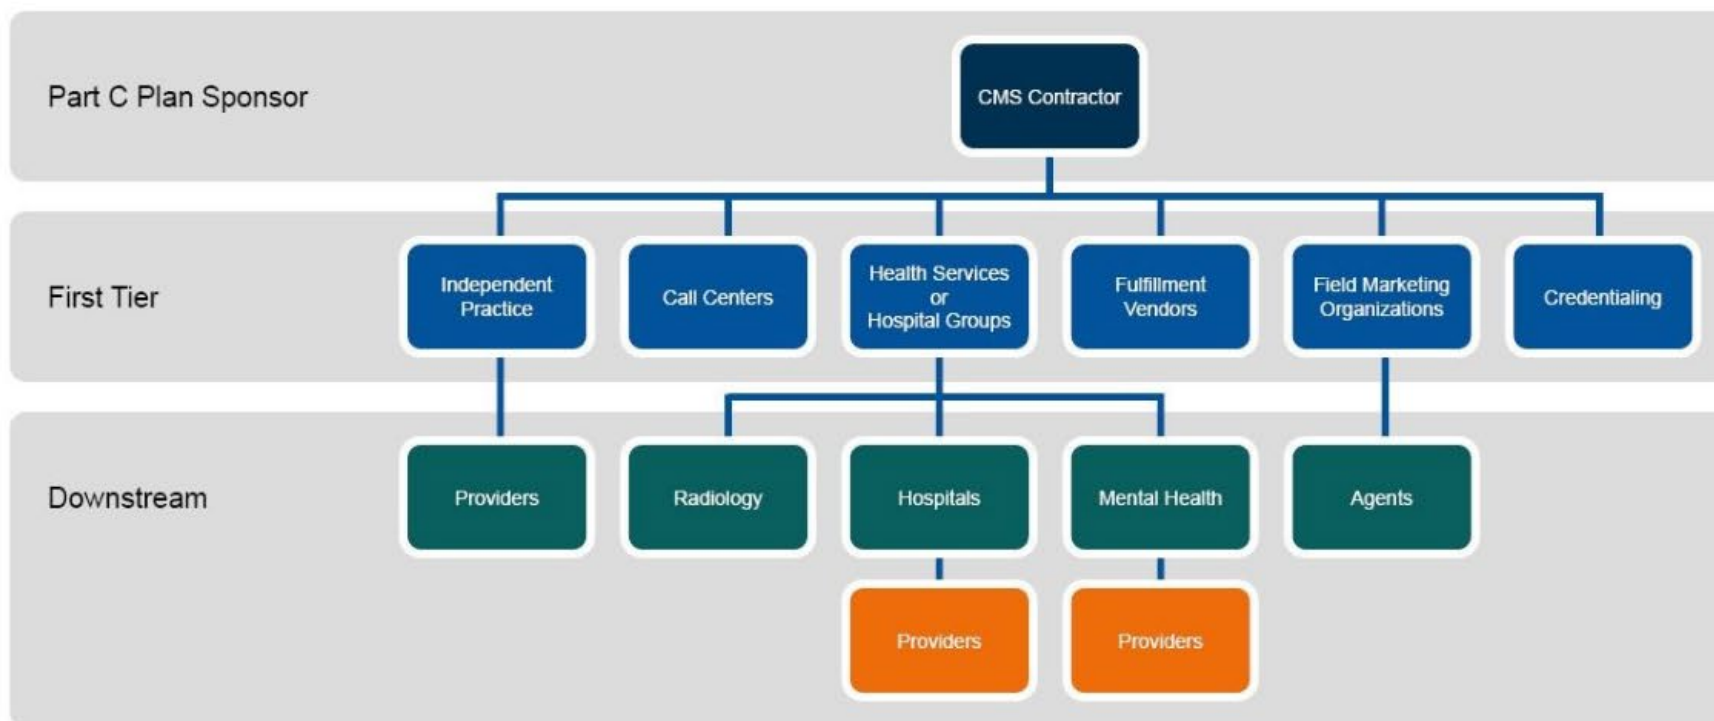 Part C Plan Sponsor
CMS Contractor
First Tier
Independent
Practice
Call Centers
Health Services
or
Hospital Groups
Fulfillment
Vendors
Field Marketing
Organizations
Credentialing
Downstream
Providers
Radiology
Hospitals
Mental Health
Agents
Providers
Providers